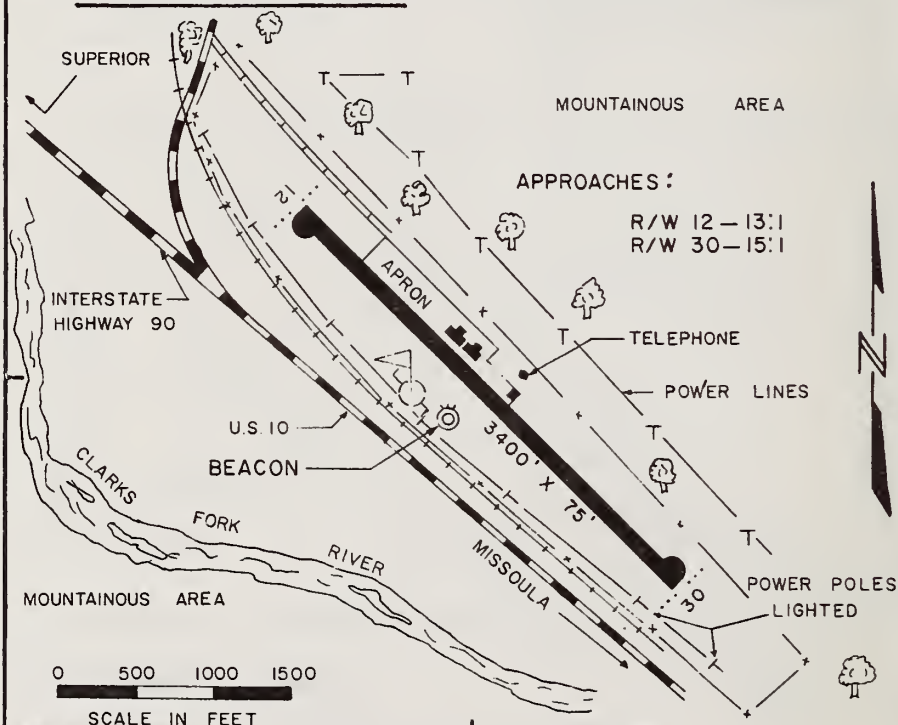 SUPERIOR
T T
MOUNTAINOUS AREA
T
APPROACHES:
12
R/W 12 – 13:1
R/W 30 – 15:1
T
APRON
INTERSTATE
HIGHWAY 90
T
TELEPHONE
N
POWER LINES
U.S. 10
T
BEACON
3400' X 75'
CLARKS FORK RIVER
T
MISSOULA
30
POWER POLES
LIGHTED
MOUNTAINOUS AREA
T
0 500 1000 1500
SCALE IN FEET